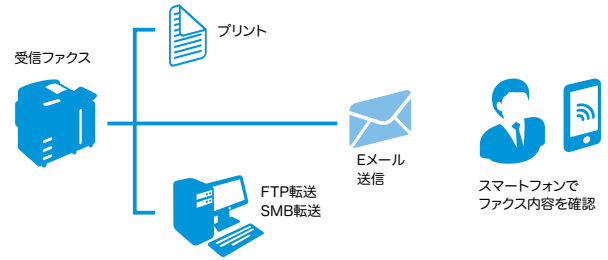 受信ファクス
プリント
Eメール
送信
FTP転送
SMB転送
スマートフォンで
ファクス内容を確認